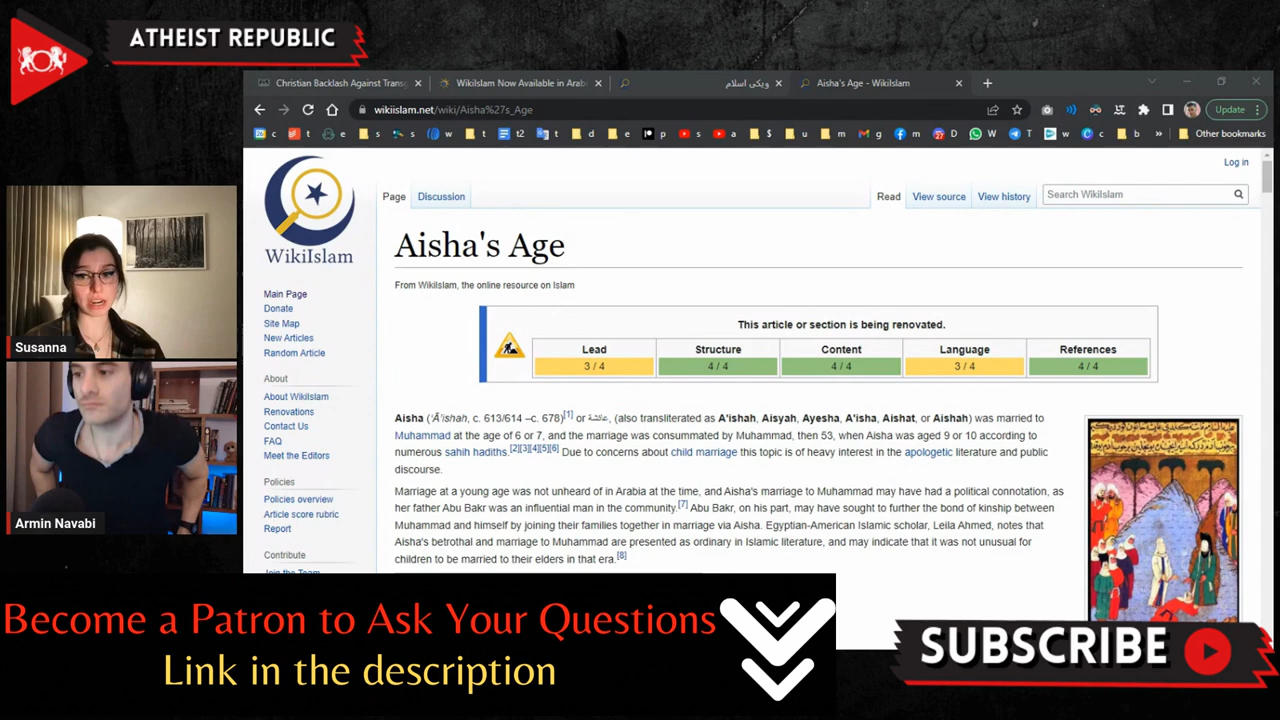 ATHEIST REPUBLIC
Christian Backlash Against Trans
WikiIslam Now Available in Arab
ویکی اسلام
Aisha's Age - WikiIslam
wikiislam.net/wiki/Aisha%27s_Age
Update
c t e s s w t t2 t d e p s a $ u m g m D W T w c b » Other bookmarks
Log in
Page Discussion Read View source View history Search WikiIslam
WikiIslam
Aisha's Age
From WikiIslam, the online resource on Islam
Main Page
Donate
Site Map
New Articles
Random Article
About
About WikiIslam
Renovations
Contact Us
FAQ
Meet the Editors
Policies
Policies overview
Article score rubric
Report
Contribute
This article or section is being renovated.
Lead Structure Content Language References
3 / 4 4 / 4 4 / 4 3 / 4 4 / 4
Aisha (‘Ā’ishah, c. 613/614 –c. 678)[1] or عائشة, (also transliterated as A'ishah, Aisyah, Ayesha, A'isha, Aishat, or Aishah) was married to
Muhammad at the age of 6 or 7, and the marriage was consummated by Muhammad, then 53, when Aisha was aged 9 or 10 according to
numerous sahih hadiths.[2][3][4][5][6] Due to concerns about child marriage this topic is of heavy interest in the apologetic literature and public
discourse.
Marriage at a young age was not unheard of in Arabia at the time, and Aisha's marriage to Muhammad may have had a political connotation, as
her father Abu Bakr was an influential man in the community.[7] Abu Bakr, on his part, may have sought to further the bond of kinship between
Muhammad and himself by joining their families together in marriage via Aisha. Egyptian-American Islamic scholar, Leila Ahmed, notes that
Aisha's betrothal and marriage to Muhammad are presented as ordinary in Islamic literature, and may indicate that it was not unusual for
children to be married to their elders in that era.[8]
Susanna
Armin Navabi
Become a Patron to Ask Your Questions
Link in the description
SUBSCRIBE